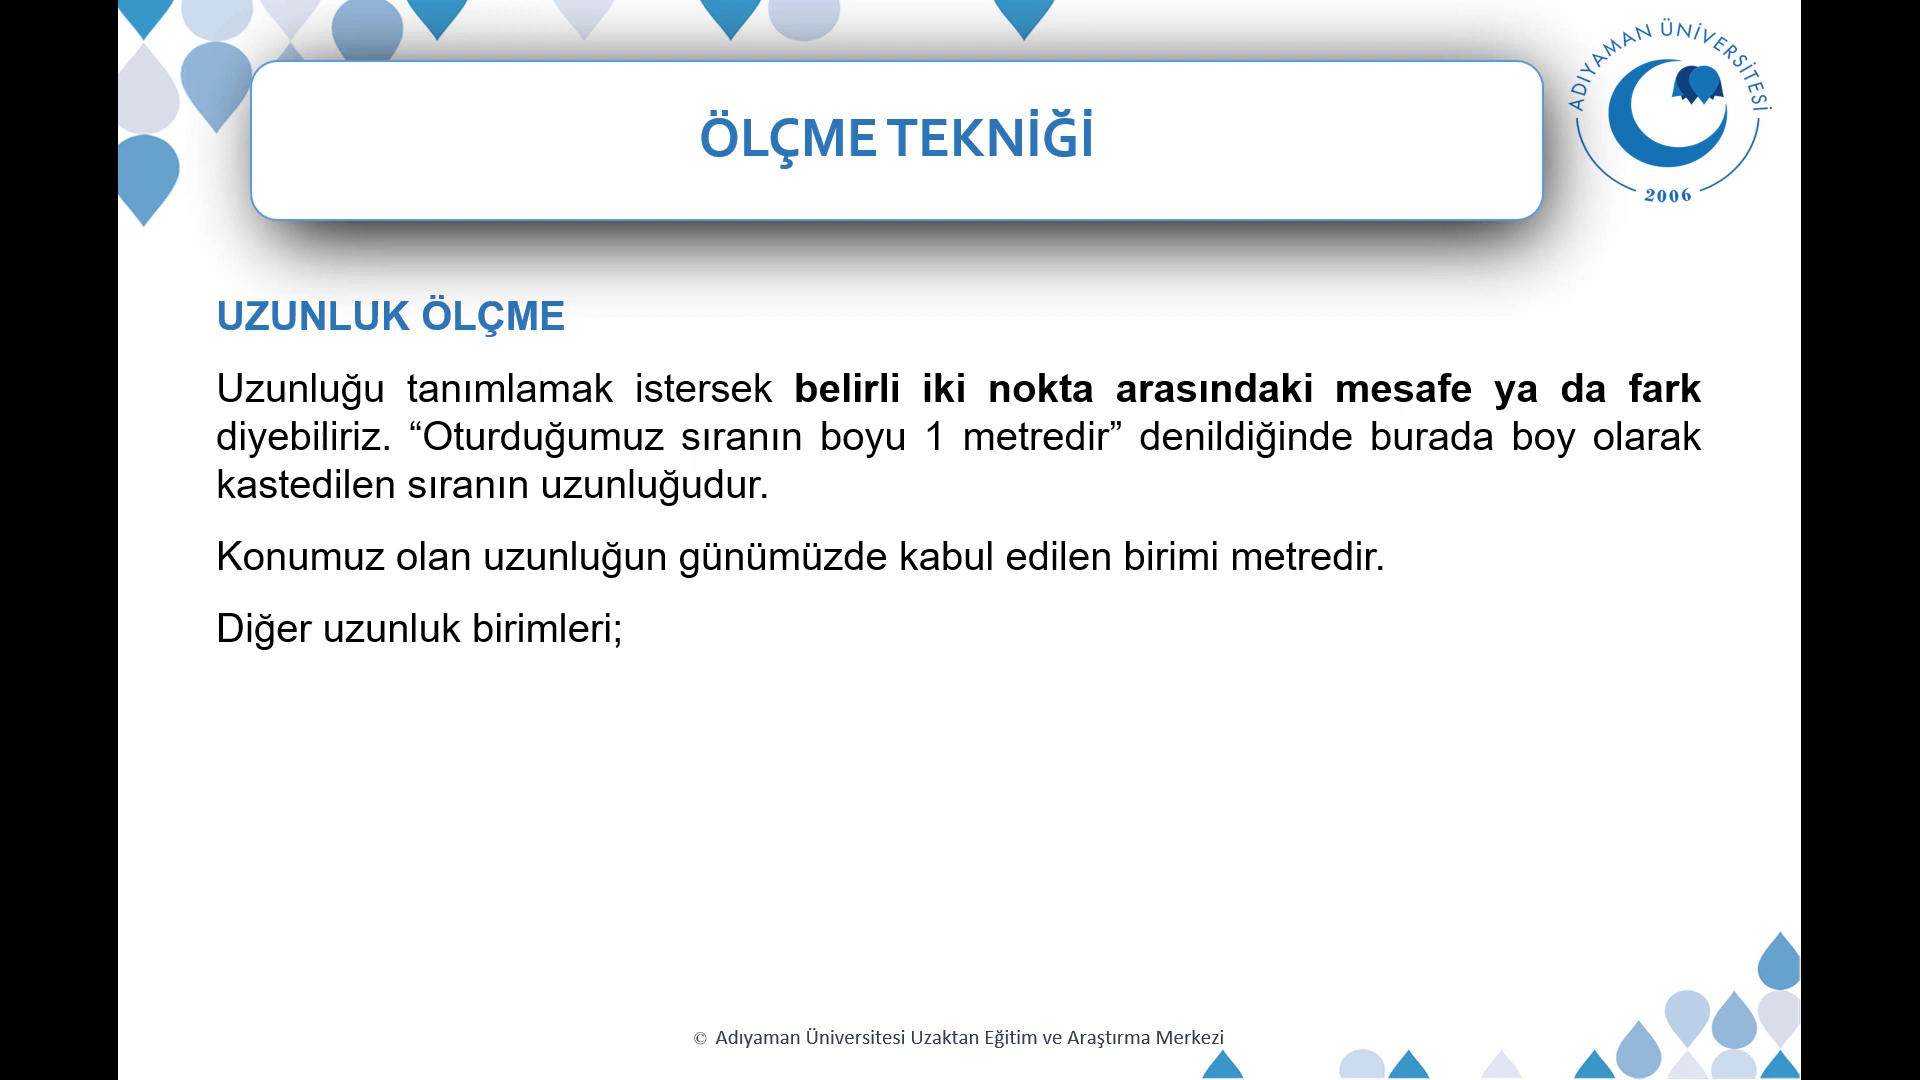 ÖLÇME TEKNİĞİ
ADIYAMAN ÜNİVERSİTESİ
2006
UZUNLUK ÖLÇME
Uzunluğu tanımlamak istersek belirli iki nokta arasındaki mesafe ya da fark
diyebiliriz. “Oturduğumuz sıranın boyu 1 metredir” denildiğinde burada boy olarak
kastedilen sıranın uzunluğudur.
Konumuz olan uzunluğun günümüzde kabul edilen birimi metredir.
Diğer uzunluk birimleri;
© Adıyaman Üniversitesi Uzaktan Eğitim ve Araştırma Merkezi